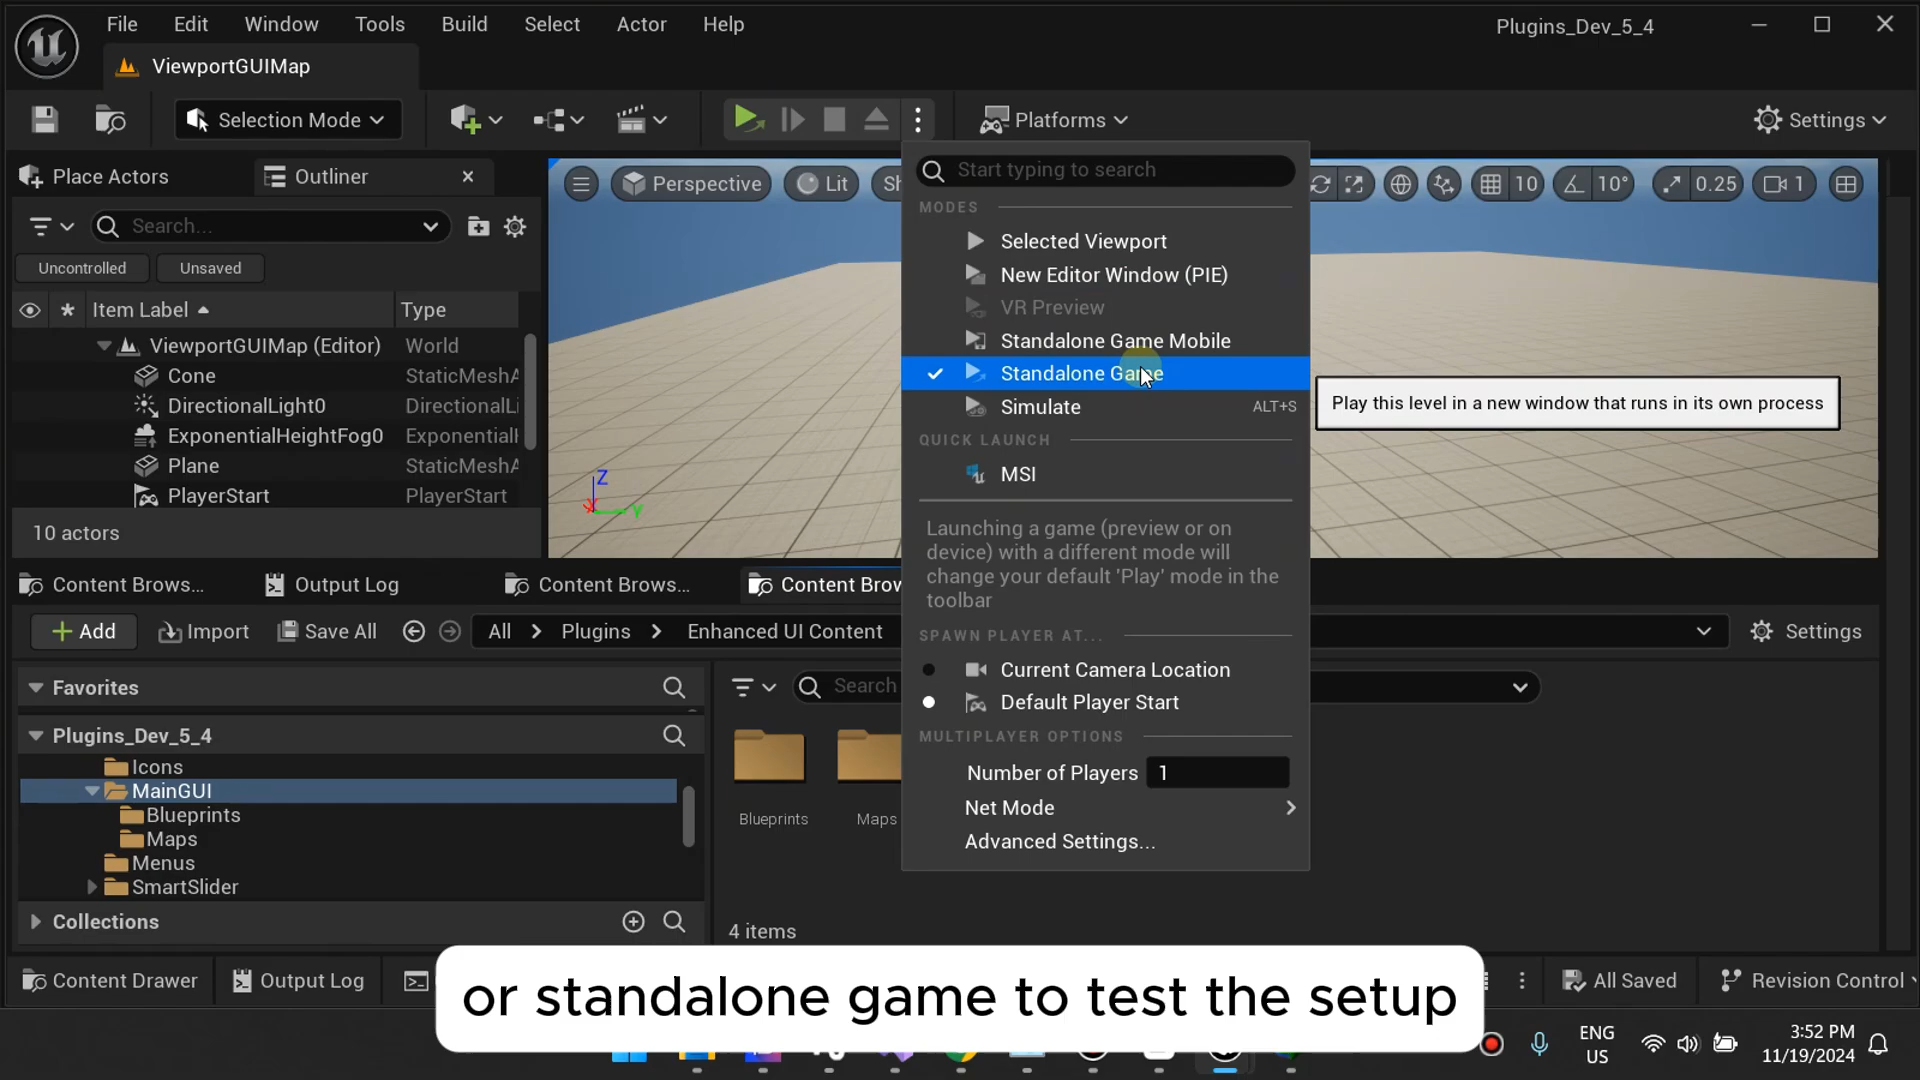 File Edit Window Tools Build Select Actor Help
Plugins_Dev_5_4
ViewportGUIMap
Selection Mode
Platforms
Settings
Place Actors
Outliner
Search...
Uncontrolled
Unsaved
Item Label
Type
ViewportGUIMap (Editor) World
Cone StaticMeshA
DirectionalLight0 Directional
ExponentialHeightFog0
Plane StaticMeshA
PlayerStart PlayerStart
10 actors
Perspective
Lit
10
10°
0.25
1
Z
X
Y
Start typing to search
MODES
Selected Viewport
New Editor Window (PIE)
VR Preview
Standalone Game Mobile
Standalone Game
Simulate ALT+S
QUICK LAUNCH
MSI
Launching a game (preview or on
device) with a different mode will
change your default 'Play' mode in the
toolbar
SPAWN PLAYER AT...
Current Camera Location
Default Player Start
MULTIPLAYER OPTIONS
Number of Players 1
Net Mode
Advanced Settings...
Play this level in a new window that runs in its own process
Content Brows...
Output Log
Content Brows...
Content Brow
Add
Import
Save All
All
Plugins
Enhanced UI Content
Settings
Favorites
Plugins_Dev_5_4
Icons
MainGUI
Blueprints
Maps
Menus
SmartSlider
Collections
Search
Blueprints
Maps
4 items
Content Drawer
Output Log
All Saved
Revision Control
or standalone game to test the setup
ENG
US
3:52 PM
11/19/2024